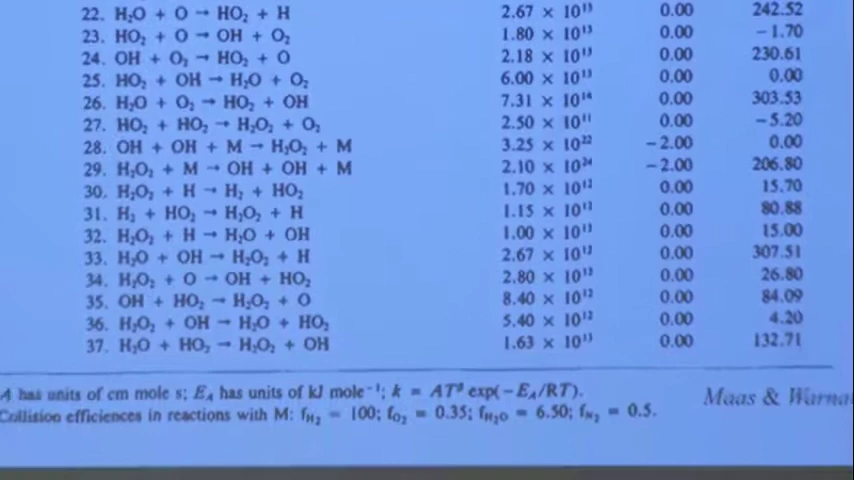 22. H₂O + O → HO₂ + H 2.67 × 10¹³ 0.00 242.52
23. HO₂ + O → OH + O₂ 1.80 × 10¹³ 0.00 −1.70
24. OH + O₂ → HO₂ + O 2.18 × 10¹³ 0.00 230.61
25. HO₂ + OH → H₂O + O₂ 6.00 × 10¹³ 0.00 0.00
26. H₂O + O₂ → HO₂ + OH 7.31 × 10¹⁴ 0.00 303.53
27. HO₂ + HO₂ → H₂O₂ + O₂ 2.50 × 10¹¹ 0.00 −5.20
28. OH + OH + M → H₂O₂ + M 3.25 × 10²² −2.00 0.00
29. H₂O₂ + M → OH + OH + M 2.10 × 10²⁴ −2.00 206.80
30. H₂O₂ + H → H₂ + HO₂ 1.70 × 10¹² 0.00 15.70
31. H₂ + HO₂ → H₂O₂ + H 1.15 × 10¹² 0.00 80.88
32. H₂O₂ + H → H₂O + OH 1.00 × 10¹³ 0.00 15.00
33. H₂O + OH → H₂O₂ + H 2.67 × 10¹² 0.00 307.51
34. H₂O₂ + O → OH + HO₂ 2.80 × 10¹³ 0.00 26.80
35. OH + HO₂ → H₂O₂ + O 8.40 × 10¹² 0.00 84.09
36. H₂O₂ + OH → H₂O + HO₂ 5.40 × 10¹² 0.00 4.20
37. H₂O + HO₂ → H₂O₂ + OH 1.63 × 10¹³ 0.00 132.71
A has units of cm mole s; E_A has units of kJ mole⁻¹; k = AT^β exp(−E_A/RT).
Maas & Warna
Collision efficiences in reactions with M: f_H₂ = 100; f_O₂ = 0.35; f_H₂O = 6.50; f_N₂ = 0.5.